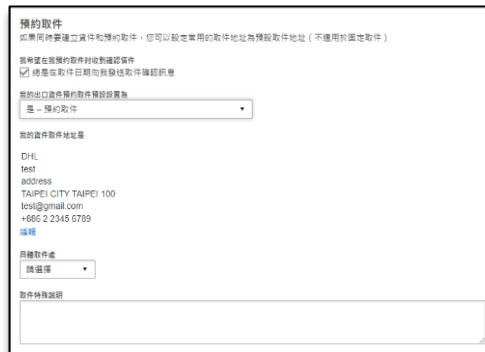 預約取件
如果同時要建立貨件和預約取件，您可以設定常用的取件地址為預設取件地址（不適用於固定取件）
我希望在我預約取件时收到確認信件
總是在取件日期向我發送取件確認訊息
我的出口貨件預約取件預設設置為
是 – 預約取件
我的貨件取件地址是
DHL
test
address
TAIPEI CITY TAIPEI 100
test@gmail.com
+886 2 2345 6789
編輯
具體取件處
請選擇
取件特殊說明